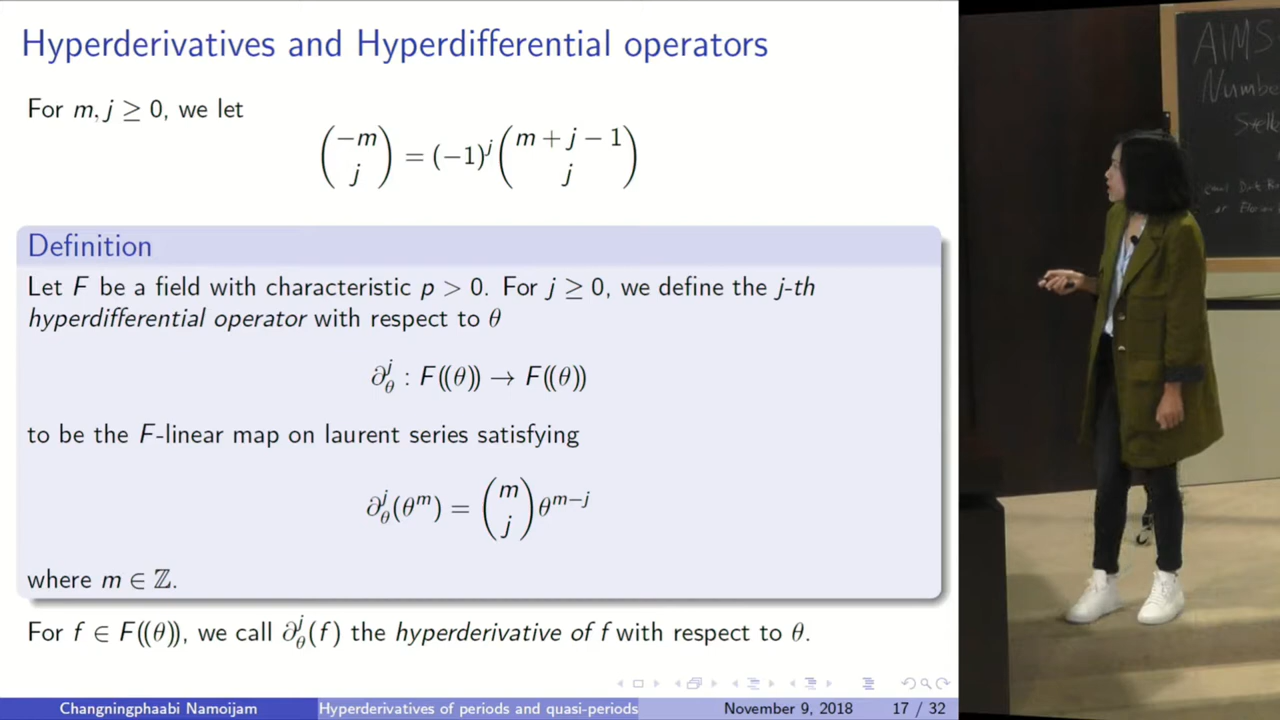 Hyperderivatives and Hyperdifferential operators
For m, j ≥ 0, we let
\binom{-m}{j} = (-1)^j \binom{m + j - 1}{j}
Definition
Let F be a field with characteristic p > 0. For j ≥ 0, we define the j-th
hyperdifferential operator with respect to θ
∂_θ^j : F((θ)) → F((θ))
to be the F-linear map on laurent series satisfying
∂_θ^j(θ^m) = \binom{m}{j} θ^{m-j}
where m ∈ ℤ.
For f ∈ F((θ)), we call ∂_θ^j(f) the hyperderivative of f with respect to θ.
Changningphaabi Namoijam
Hyperderivatives of periods and quasi-periods
November 9, 2018
17 / 32
AIMS
Numbe